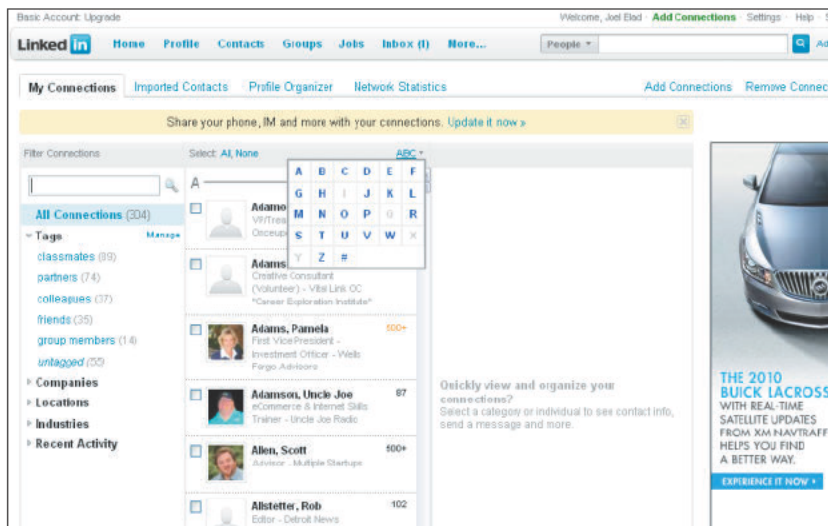 Basic Account: Upgrade
Welcome, Joel Elad · Add Connections · Settings · Help ·
Linked in Home Profile Contacts Groups Jobs Inbox (1) More... People
My Connections Imported Contacts Profile Organizer Network Statistics Add Connections Remove Connec
Share your phone, IM and more with your connections. Update it now »
Filter Connections
Select: All, None ABC
A B C D E F
G H I J K L
M N O P Q R
S T U V W X
Y Z #
All Connections (304)
Tags Manage
classmates (89)
partners (74)
colleagues (37)
friends (35)
group members (14)
untagged (55)
Companies
Locations
Industries
Recent Activity
A
Adamo
VP/Trea
Adams
Creative Consultant
(Volunteer) - Vital Link OC
"Career Exploration Institute"
Adams, Pamela 500+
First Vice President -
Investment Officer - Wells
Fargo Advisors
Adamson, Uncle Joe 87
eCommerce & Internet Skills
Trainer - Uncle Joe Radio
Allen, Scott 500+
Advisor - Multiple Startups
Allstetter, Rob 102
Editor - Detroit News
Quickly view and organize your
connections?
Select a category or individual to see contact info,
send a message and more.
THE 2010
BUICK LACROSS
WITH REAL-TIME
SATELLITE UPDATES
FROM XM NAVTRAFF
HELPS YOU FIND
A BETTER WAY.
EXPERIENCE IT NOW